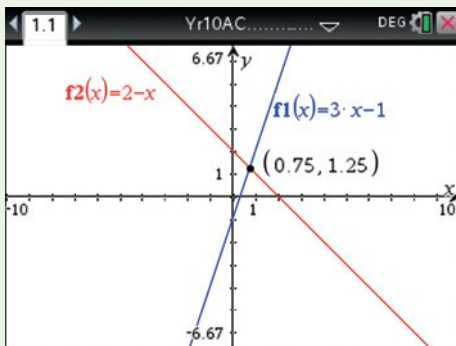 1.1 Yr10AC............ DEG
6.67 y
f2(x)=2-x
f1(x)=3·x-1
(0.75, 1.25)
1
x
-10 1 10
-6.67